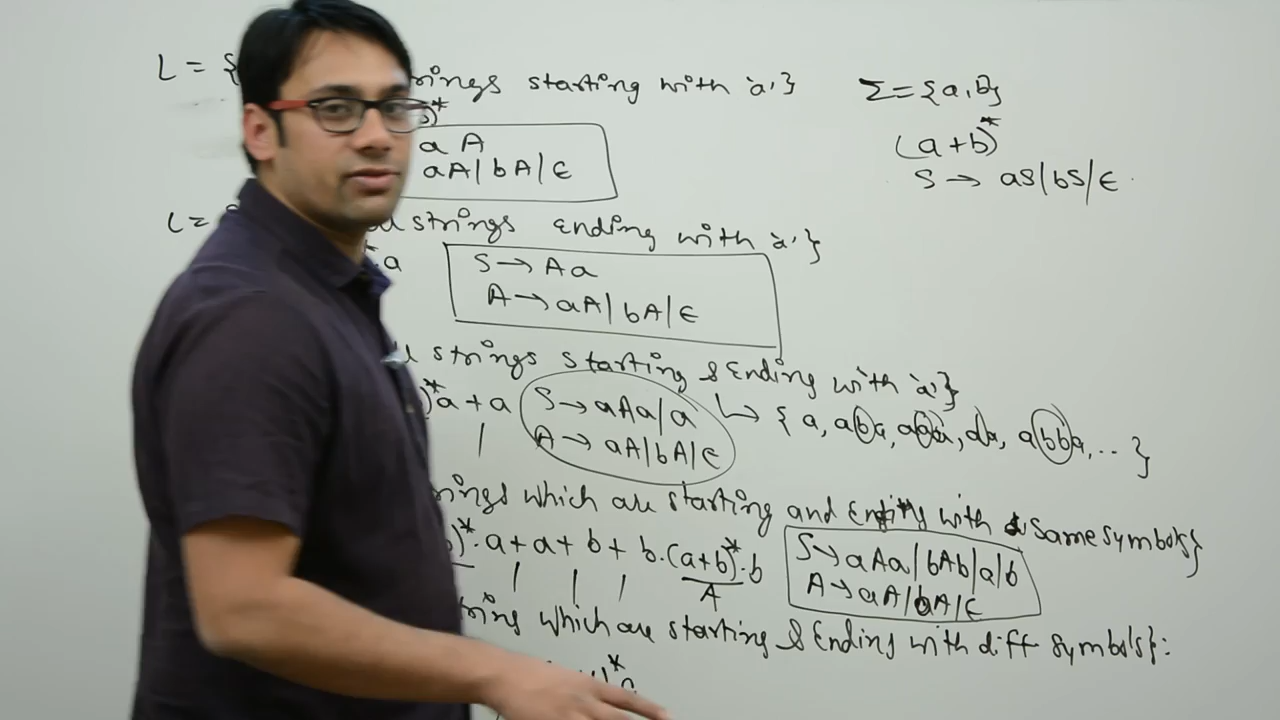 L = { strings starting with 'a'}
Σ = {a, b}
)*
(a+b)*
a A
S → aS|bS|ϵ
aA|bA|ϵ
L = strings ending with 'a'}
.a
S → Aa
A → aA|bA|ϵ
strings starting & Ending with 'a'}
)*a + a
S → aAa|a
↳ { a, aba, aaa, aa, abba, ... }
A → aA|bA|ϵ
strings which are starting and Ending with same symbols}
)*.a + a + b + b.(a+b)*.b
A
S → aAa|bAb|a|b
A → aA|bA|ϵ
string which are starting & Ending with diff symbols}:
)*